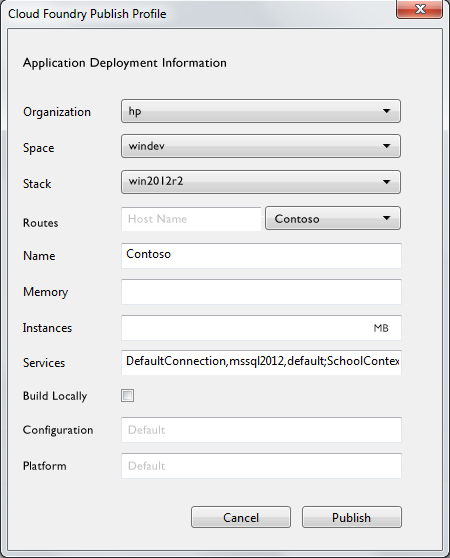 Cloud Foundry Publish Profile
Application Deployment Information
Organization hp
Space windev
Stack win2012r2
Routes Host Name Contoso
Name Contoso
Memory
Instances MB
Services DefaultConnection,mssql2012,default;SchoolContex
Build Locally
Configuration Default
Platform Default
Cancel Publish